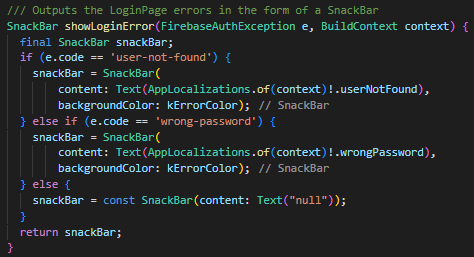 /// Outputs the LoginPage errors in the form of a SnackBar
SnackBar showLoginError(FirebaseAuthException e, BuildContext context) {
  final SnackBar snackBar;
  if (e.code == 'user-not-found') {
    snackBar = SnackBar(
        content: Text(AppLocalizations.of(context)!.userNotFound),
        backgroundColor: kErrorColor); // SnackBar
  } else if (e.code == 'wrong-password') {
    snackBar = SnackBar(
        content: Text(AppLocalizations.of(context)!.wrongPassword),
        backgroundColor: kErrorColor); // SnackBar
  } else {
    snackBar = const SnackBar(content: Text("null"));
  }
  return snackBar;
}